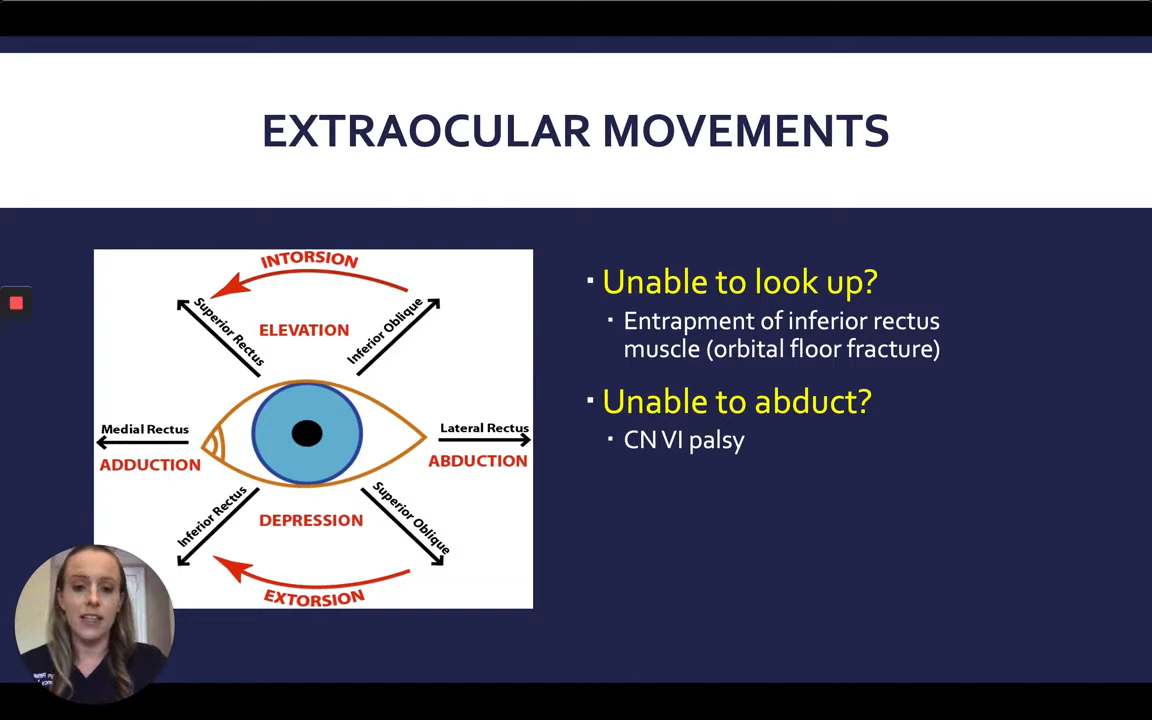 EXTRAOCULAR MOVEMENTS
INTORSION
Superior Rectus
ELEVATION
Inferior Oblique
Medial Rectus
ADDUCTION
Lateral Rectus
ABDUCTION
Inferior Rectus
DEPRESSION
Superior Oblique
EXTORSION
▪ Unable to look up?
▪ Entrapment of inferior rectus
muscle (orbital floor fracture)
▪ Unable to abduct?
▪ CN VI palsy